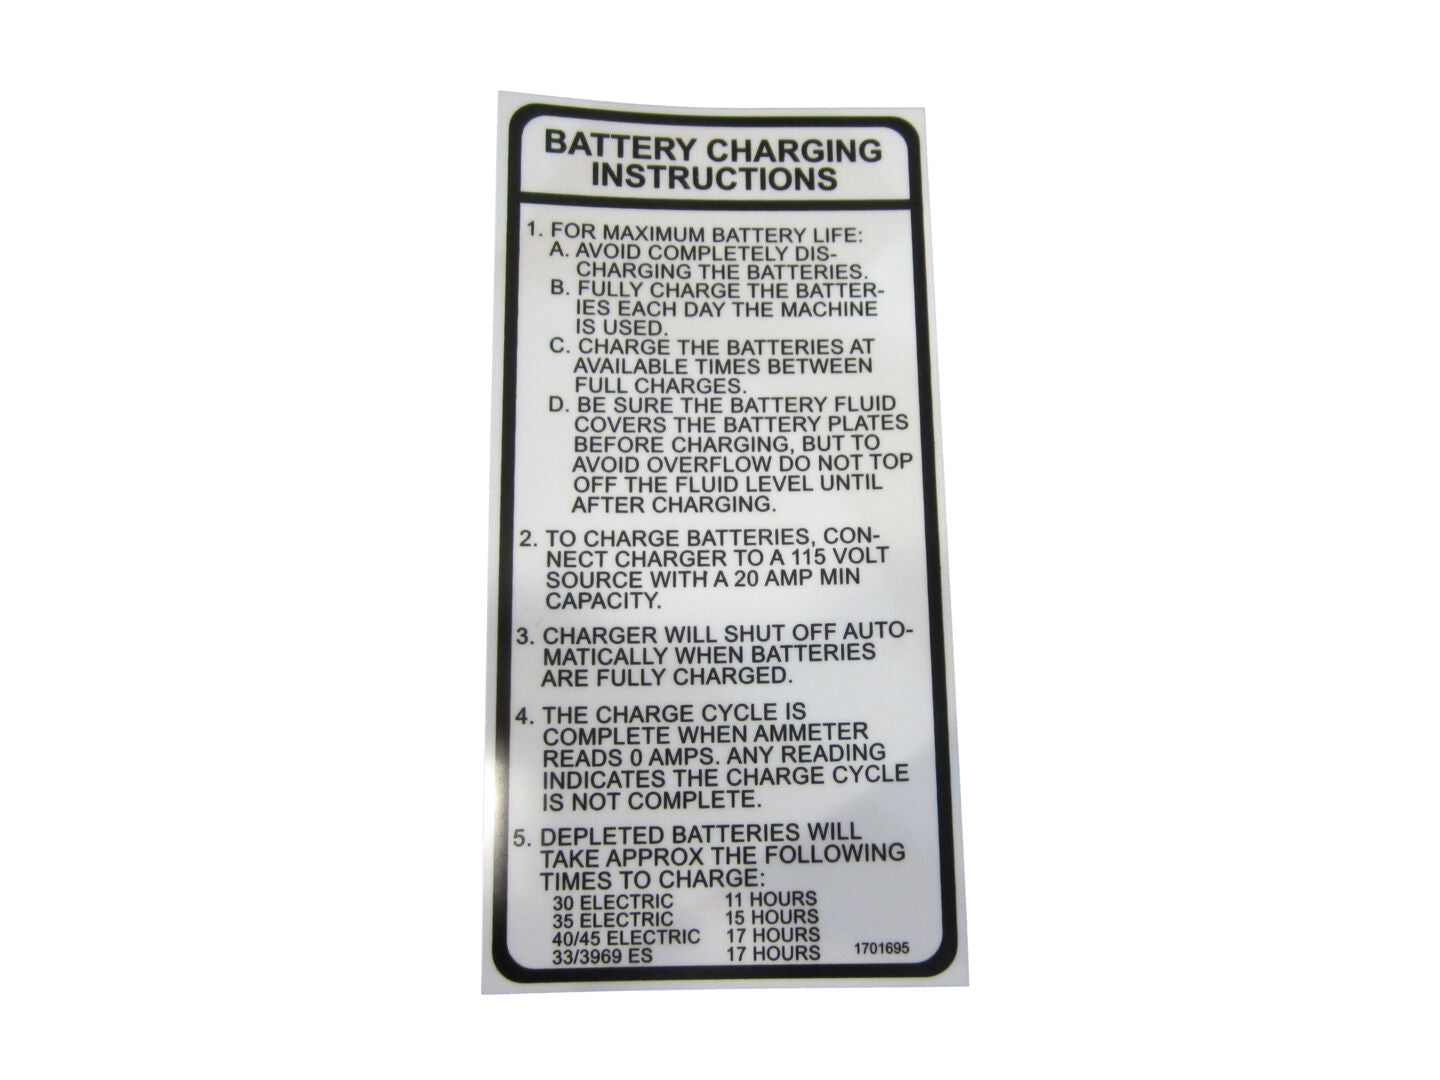 BATTERY CHARGING
INSTRUCTIONS
1. FOR MAXIMUM BATTERY LIFE:
A. AVOID COMPLETELY DIS-
CHARGING THE BATTERIES.
B. FULLY CHARGE THE BATTER-
IES EACH DAY THE MACHINE
IS USED.
C. CHARGE THE BATTERIES AT
AVAILABLE TIMES BETWEEN
FULL CHARGES.
D. BE SURE THE BATTERY FLUID
COVERS THE BATTERY PLATES
BEFORE CHARGING, BUT TO
AVOID OVERFLOW DO NOT TOP
OFF THE FLUID LEVEL UNTIL
AFTER CHARGING.
2. TO CHARGE BATTERIES, CON-
NECT CHARGER TO A 115 VOLT
SOURCE WITH A 20 AMP MIN
CAPACITY.
3. CHARGER WILL SHUT OFF AUTO-
MATICALLY WHEN BATTERIES
ARE FULLY CHARGED.
4. THE CHARGE CYCLE IS
COMPLETE WHEN AMMETER
READS 0 AMPS. ANY READING
INDICATES THE CHARGE CYCLE
IS NOT COMPLETE.
5. DEPLETED BATTERIES WILL
TAKE APPROX THE FOLLOWING
TIMES TO CHARGE:
30 ELECTRIC 11 HOURS
35 ELECTRIC 15 HOURS
40/45 ELECTRIC 17 HOURS
33/3969 ES 17 HOURS 1701695